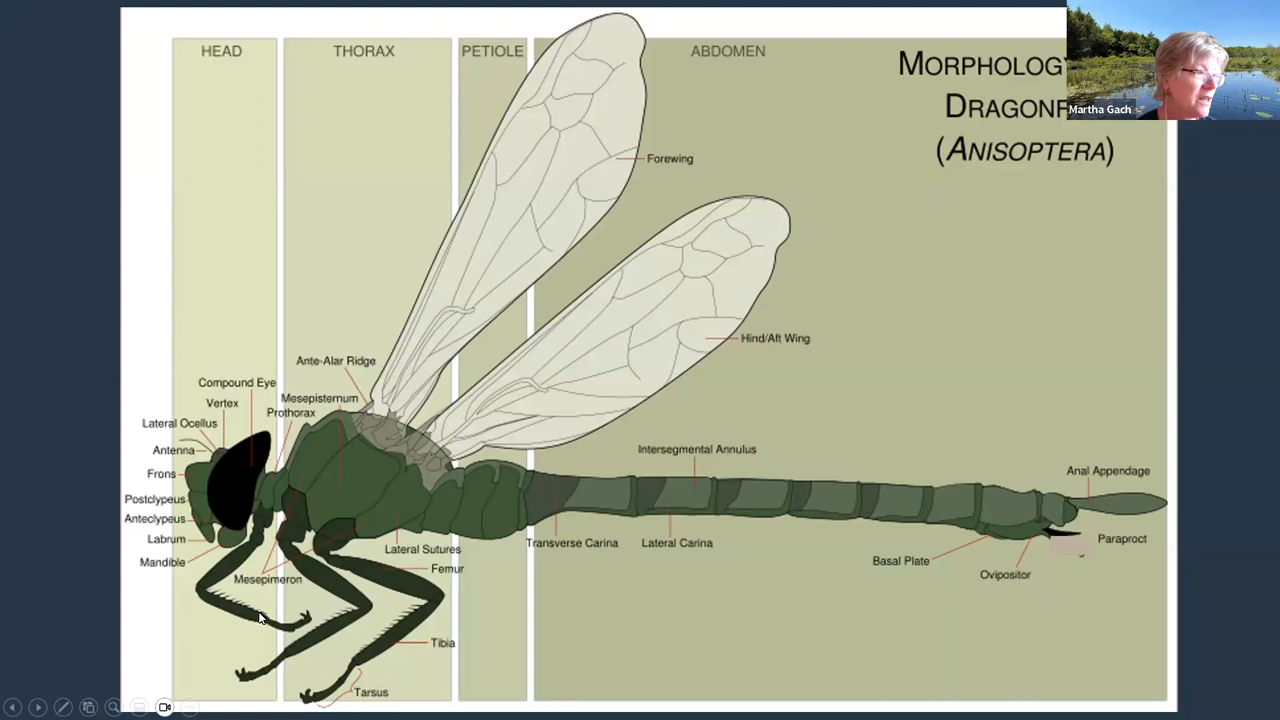 HEAD
THORAX
PETIOLE
ABDOMEN
MORPHOLOGY
DRAGONF
(ANISOPTERA)
Martha Gach
Forewing
Hind/Aft Wing
Ante-Alar Ridge
Compound Eye
Mesepisternum
Vertex
Prothorax
Lateral Ocellus
Antenna
Frons
Postclypeus
Anteclypeus
Labrum
Mandible
Mesepimeron
Lateral Sutures
Femur
Tibia
Tarsus
Intersegmental Annulus
Transverse Carina
Lateral Carina
Anal Appendage
Paraproct
Basal Plate
Ovipositor